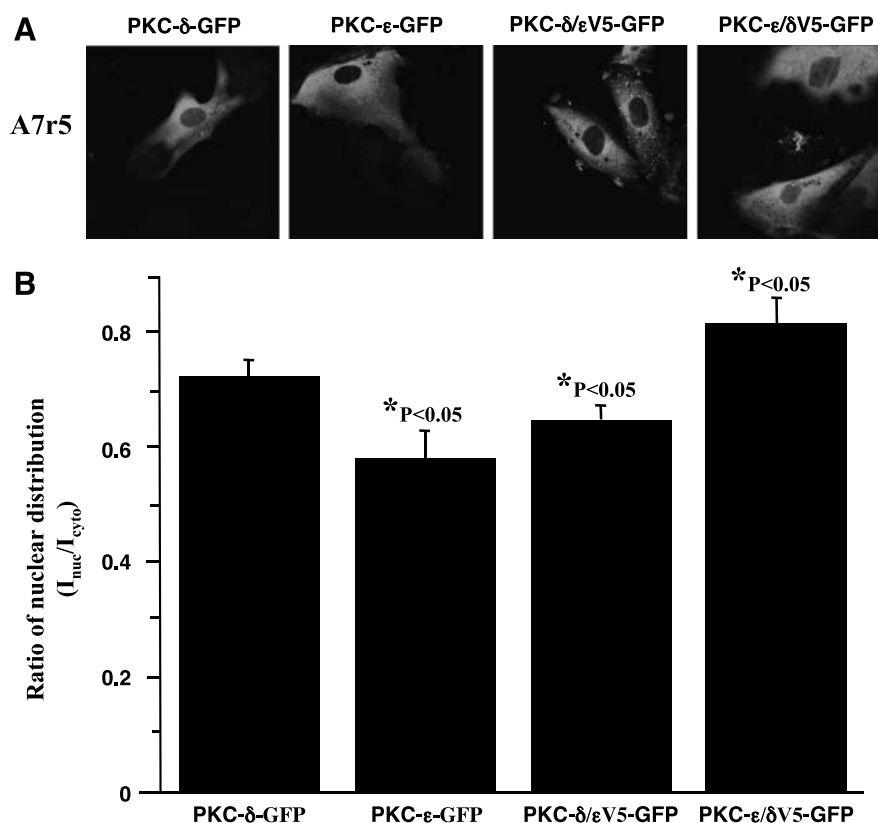 A
PKC-δ-GFP
PKC-ε-GFP
PKC-δ/εV5-GFP
PKC-ε/δV5-GFP
A7r5
B
Ratio of nuclear distribution
(Inuc/Icyto)
0.8
0.6
0.4
0.2
0
*P<0.05
*P<0.05
*P<0.05
PKC-δ-GFP
PKC-ε-GFP
PKC-δ/εV5-GFP
PKC-ε/δV5-GFP